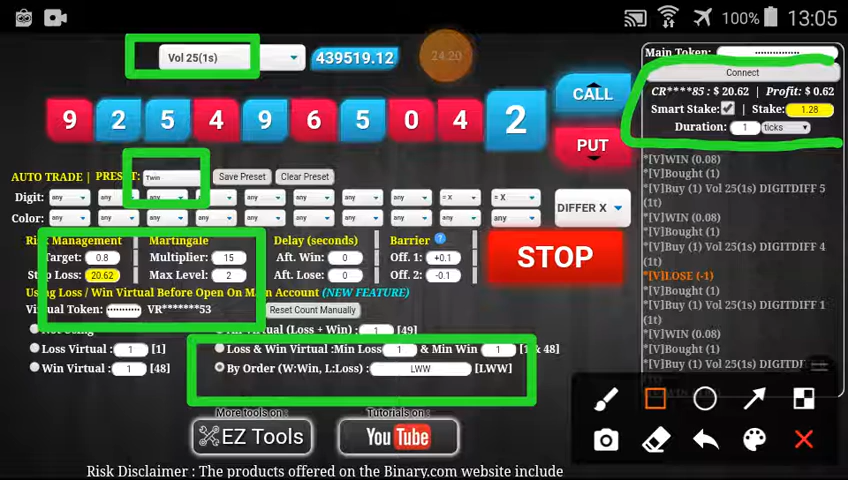 100% 13:05
Vol 25(1s) 439519.12 24:20
9 2 5 4 9 6 5 0 4 2
CALL
PUT
AUTO TRADE | PRESET: Twin Save Preset Clear Preset
Digit: any any any any any any any any = X = X
Color: any any any any any any any any any any
DIFFER X
Risk Management Martingale Delay (seconds) Barrier ?
Target: 0.8 Multiplier: 15 Aft. Win: 0 Off. 1: +0.1
Stop Loss: 20.62 Max Level: 2 Aft. Lose: 0 Off. 2: -0.1
STOP
Using Loss / Win Virtual Before Open On Main Account (NEW FEATURE)
Virtual Token: VR*******53 Reset Count Manually
Virtual (Loss + Win) 1 [49]
Loss Virtual: 1 [1] Loss & Win Virtual :Min Loss 1 & Min Win 1 & 48]
Win Virtual : 1 [48] By Order (W:Win, L:Loss) : LWW [LWW]
More tools on : Tutorials on :
EZ Tools YouTube
Risk Disclaimer : The products offered on the Binary.com website include
Main Token:
Connect
CR****85 : $ 20.62 | Profit: $ 0.62
Smart Stake: | Stake: 1.28
Duration: 1 ticks
*[V]WIN (0.08)
*[V]Bought (1)
*[V]Buy (1) Vol 25(1s) DIGITDIFF 5
(1t)
*[V]WIN (0.08)
*[V]Bought (1)
*[V]Buy (1) Vol 25(1s) DIGITDIFF 4
(1t)
*[V]LOSE (-1)
*[V]Bought (1)
*[V]Buy (1) Vol 25(1s) DIGITDIFF 1
(1t)
*[V]WIN (0.08)
*[V]Bought (1)
*[V]Buy (1) Vol 25(1s) DIGITDIFF